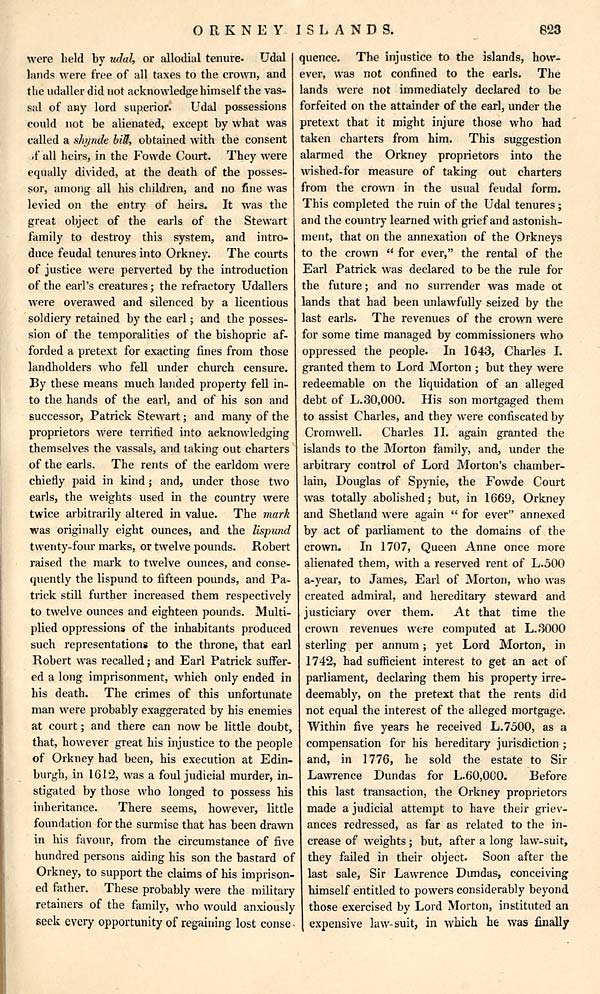 ORKNEY ISLANDS. 823
were held by udal, or allodial tenure. Udal
lands were free of all taxes to the crown, and
the udaller did not acknowledge himself the vas-
sal of any lord superior. Udal possessions
could not be alienated, except by what was
called a shynde bill, obtained with the consent
of all heirs, in the Fowde Court. They were
equally divided, at the death of the posses-
sor, among all his children, and no fine was
levied on the entry of heirs. It was the
great object of the earls of the Stewart
family to destroy this system, and intro-
duce feudal tenures into Orkney. The courts
of justice were perverted by the introduction
of the earl's creatures; the refractory Udallers
were overawed and silenced by a licentious
soldiery retained by the earl; and the posses-
sion of the temporalities of the bishopric af-
forded a pretext for exacting fines from those
landholders who fell under church censure.
By these means much landed property fell in-
to the hands of the earl, and of his son and
successor, Patrick Stewart; and many of the
proprietors were terrified into acknowledging
themselves the vassals, and taking out charters
of the earls. The rents of the earldom were
chiefly paid in kind; and, under those two
earls, the weights used in the country were
twice arbitrarily altered in value. The mark
was originally eight ounces, and the lispund
twenty-four marks, or twelve pounds. Robert
raised the mark to twelve ounces, and conse-
quently the lispund to fifteen pounds, and Pa-
trick still further increased them respectively
to twelve ounces and eighteen pounds. Multi-
plied oppressions of the inhabitants produced
such representations to the throne, that earl
Robert was recalled; and Earl Patrick suffer-
ed a long imprisonment, which only ended in
his death. The crimes of this unfortunate
man were probably exaggerated by his enemies
at court; and there can now be little doubt,
that, however great his injustice to the people
of Orkney had been, his execution at Edin-
burgh, in 1612, was a foul judicial murder, in-
stigated by those who longed to possess his
inheritance. There seems, however, little
foundation for the surmise that has been drawn
in his favour, from the circumstance of five
hundred persons aiding his son the bastard of
Orkney, to support the claims of his imprison-
ed father. These probably were the military
retainers of the family, who would anxiously
seek every opportunity of regaining lost conse-
quence. The injustice to the islands, how-
ever, was not confined to the earls. The
lands were not immediately declared to be
forfeited on the attainder of the earl, under the
pretext that it might injure those who had
taken charters from him. This suggestion
alarmed the Orkney proprietors into the
wished-for measure of taking out charters
from the crown in the usual feudal form.
This completed the ruin of the Udal tenures;
and the country learned with grief and astonish-
ment, that on the annexation of the Orkneys
to the crown "for ever," the rental of the
Earl Patrick was declared to be the rule for
the future; and no surrender was made ot
lands that had been unlawfully seized by the
last earls. The revenues of the crown were
for some time managed by commissioners who
oppressed the people. In 1643, Charles I.
granted them to Lord Morton; but they were
redeemable on the liquidation of an alleged
debt of L.30,000. His son mortgaged them
to assist Charles, and they were confiscated by
Cromwell. Charles II. again granted the
islands to the Morton family, and, under the
arbitrary control of Lord Morton's chamber-
lain, Douglas of Spynie, the Fowde Court
was totally abolished; but, in 1669, Orkney
and Shetland were again "for ever" annexed
by act of parliament to the domains of the
crown. In 1707, Queen Anne once more
alienated them, with a reserved rent of L.500
a-year, to James, Earl of Morton, who was
created admiral, and hereditary steward and
justiciary over them. At that time the
crown revenues were computed at L.3000
sterling per annum; yet Lord Morton, in
1742, had sufficient interest to get an act of
parliament, declaring them his property irre-
deemably, on the pretext that the rents did
not equal the interest of the alleged mortgage.
Within five years he received L.7500, as a
compensation for his hereditary jurisdiction;
and, in 1776, he sold the estate to Sir
Lawrence Dundas for L.60,000. Before
this last transaction, the Orkney proprietors
made a judicial attempt to have their griev-
ances redressed, as far as related to the in-
crease of weights; but, after a long law-suit,
they failed in their object. Soon after the
last sale, Sir Lawrence Dundas, conceiving
himself entitled to powers considerably beyond
those exercised by Lord Morton, instituted an
expensive law-suit, in which he was finally